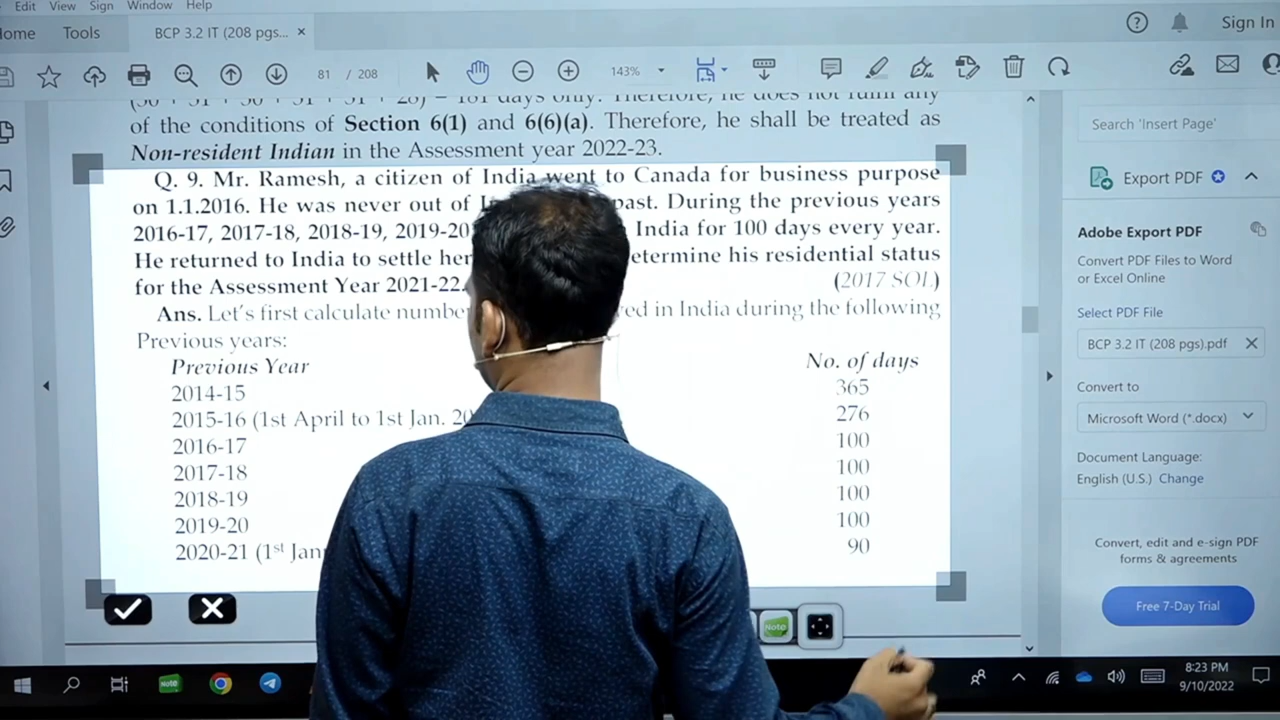 Edit View Sign Window Help
ome Tools BCP 3.2 IT (208 pgs... × Sign In
81 / 208 143%
of the conditions of Section 6(1) and 6(6)(a). Therefore, he shall be treated as
Non-resident Indian in the Assessment year 2022-23.
Q. 9. Mr. Ramesh, a citizen of India went to Canada for business purpose
on 1.1.2016. He was never out of past. During the previous years
2016-17, 2017-18, 2018-19, 2019-20 India for 100 days every year.
He returned to India to settle her etermine his residential status
for the Assessment Year 2021-22. (2017 SOL)
Ans. Let's first calculate numbe ed in India during the following
Previous years:
Previous Year No. of days
2014-15 365
2015-16 (1st April to 1st Jan. 20 276
2016-17 100
2017-18 100
2018-19 100
2019-20 100
2020-21 (1st Jan 90
Search 'Insert Page'
Export PDF
Adobe Export PDF
Convert PDF Files to Word
or Excel Online
Select PDF File
BCP 3.2 IT (208 pgs).pdf ×
Convert to
Microsoft Word (*.docx)
Document Language:
English (U.S.) Change
Convert, edit and e-sign PDF
forms & agreements
Free 7-Day Trial
Note
Note
8:23 PM
9/10/2022